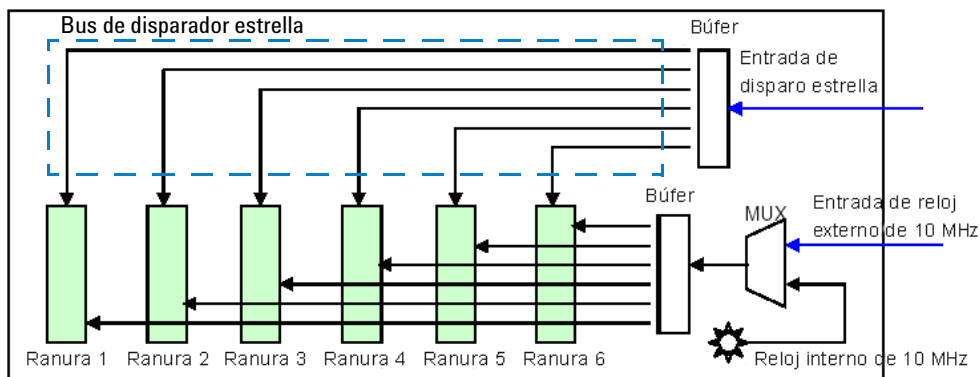 Bus de disparador estrella
Búfer
Entrada de
disparo estrella
Búfer
MUX
Entrada de reloj
externo de 10 MHz
Ranura 1
Ranura 2
Ranura 3
Ranura 4
Ranura 5
Ranura 6
Reloj interno de 10 MHz